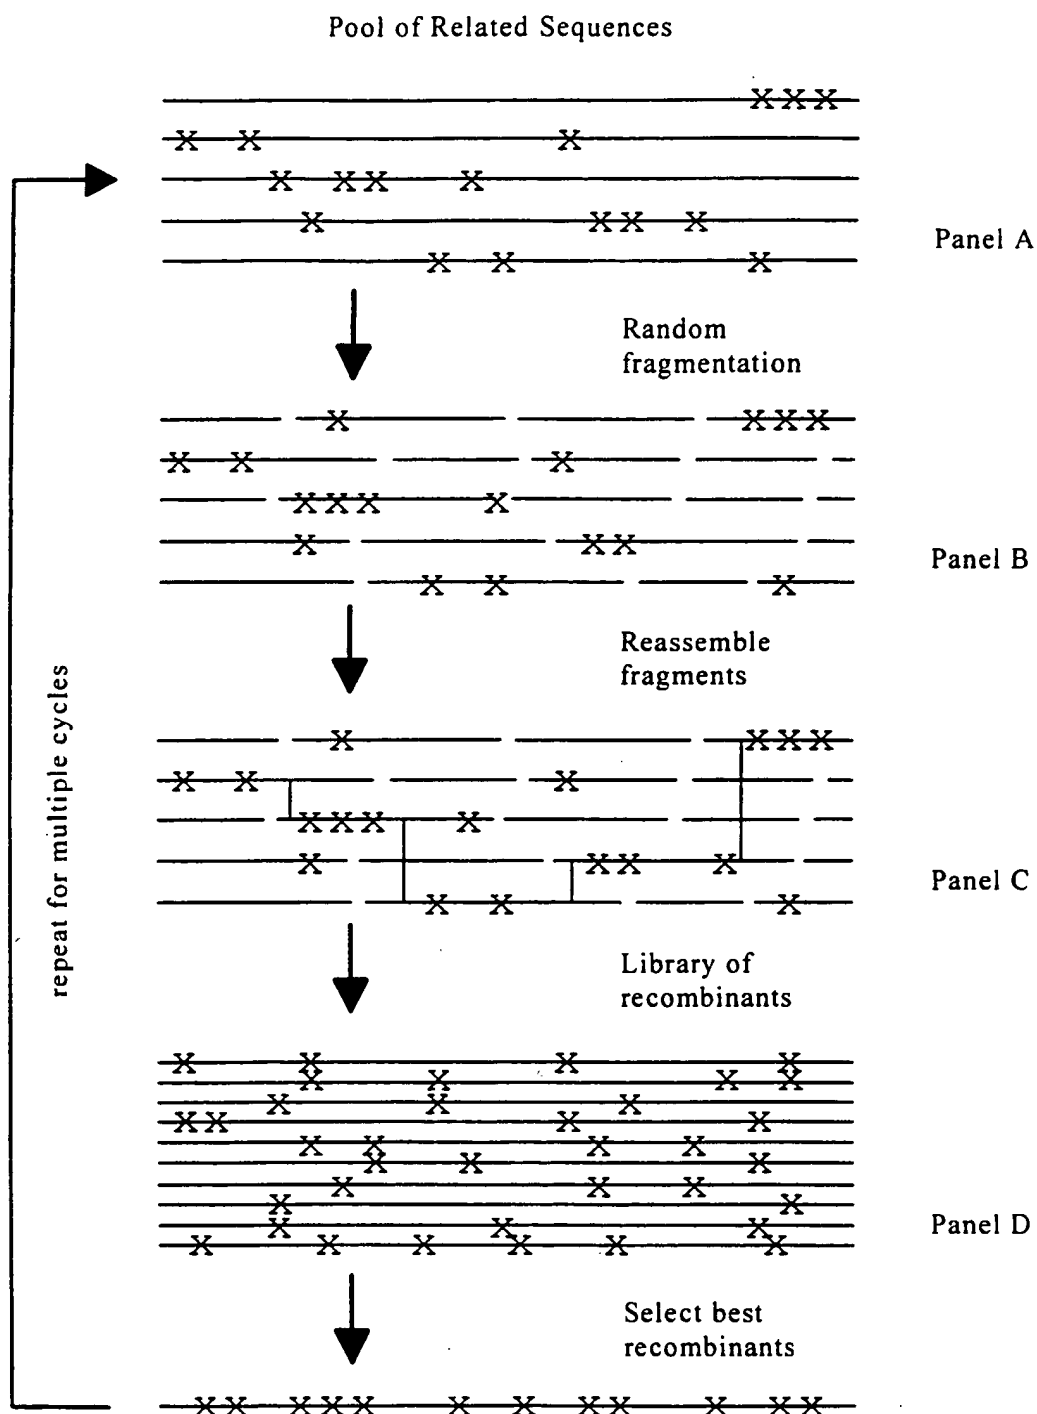 Pool of Related Sequences
X X X
X X X
X X X X
X X X X
Panel A
X X X
Random
fragmentation
X X X X
X X X
X X X X
X X X
Panel B
X X X
Reassemble
fragments
repeat for multiple cycles
X X X X
X X X
X X X X
X X X X
Panel C
X X X
Library of
recombinants
X X X X
X X X X
X X X
X X X X
X X X X
X X X
X X X
X X
Panel D
X X X
X X X X X X
Select best
recombinants
X X X X X X X X X X X X